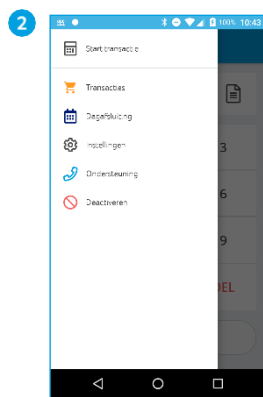 2
100% 10:43
Start transactie
Transacties
Dagafsluiting
Instellingen
3
Ondersteuning
6
Deactiveren
9
DEL